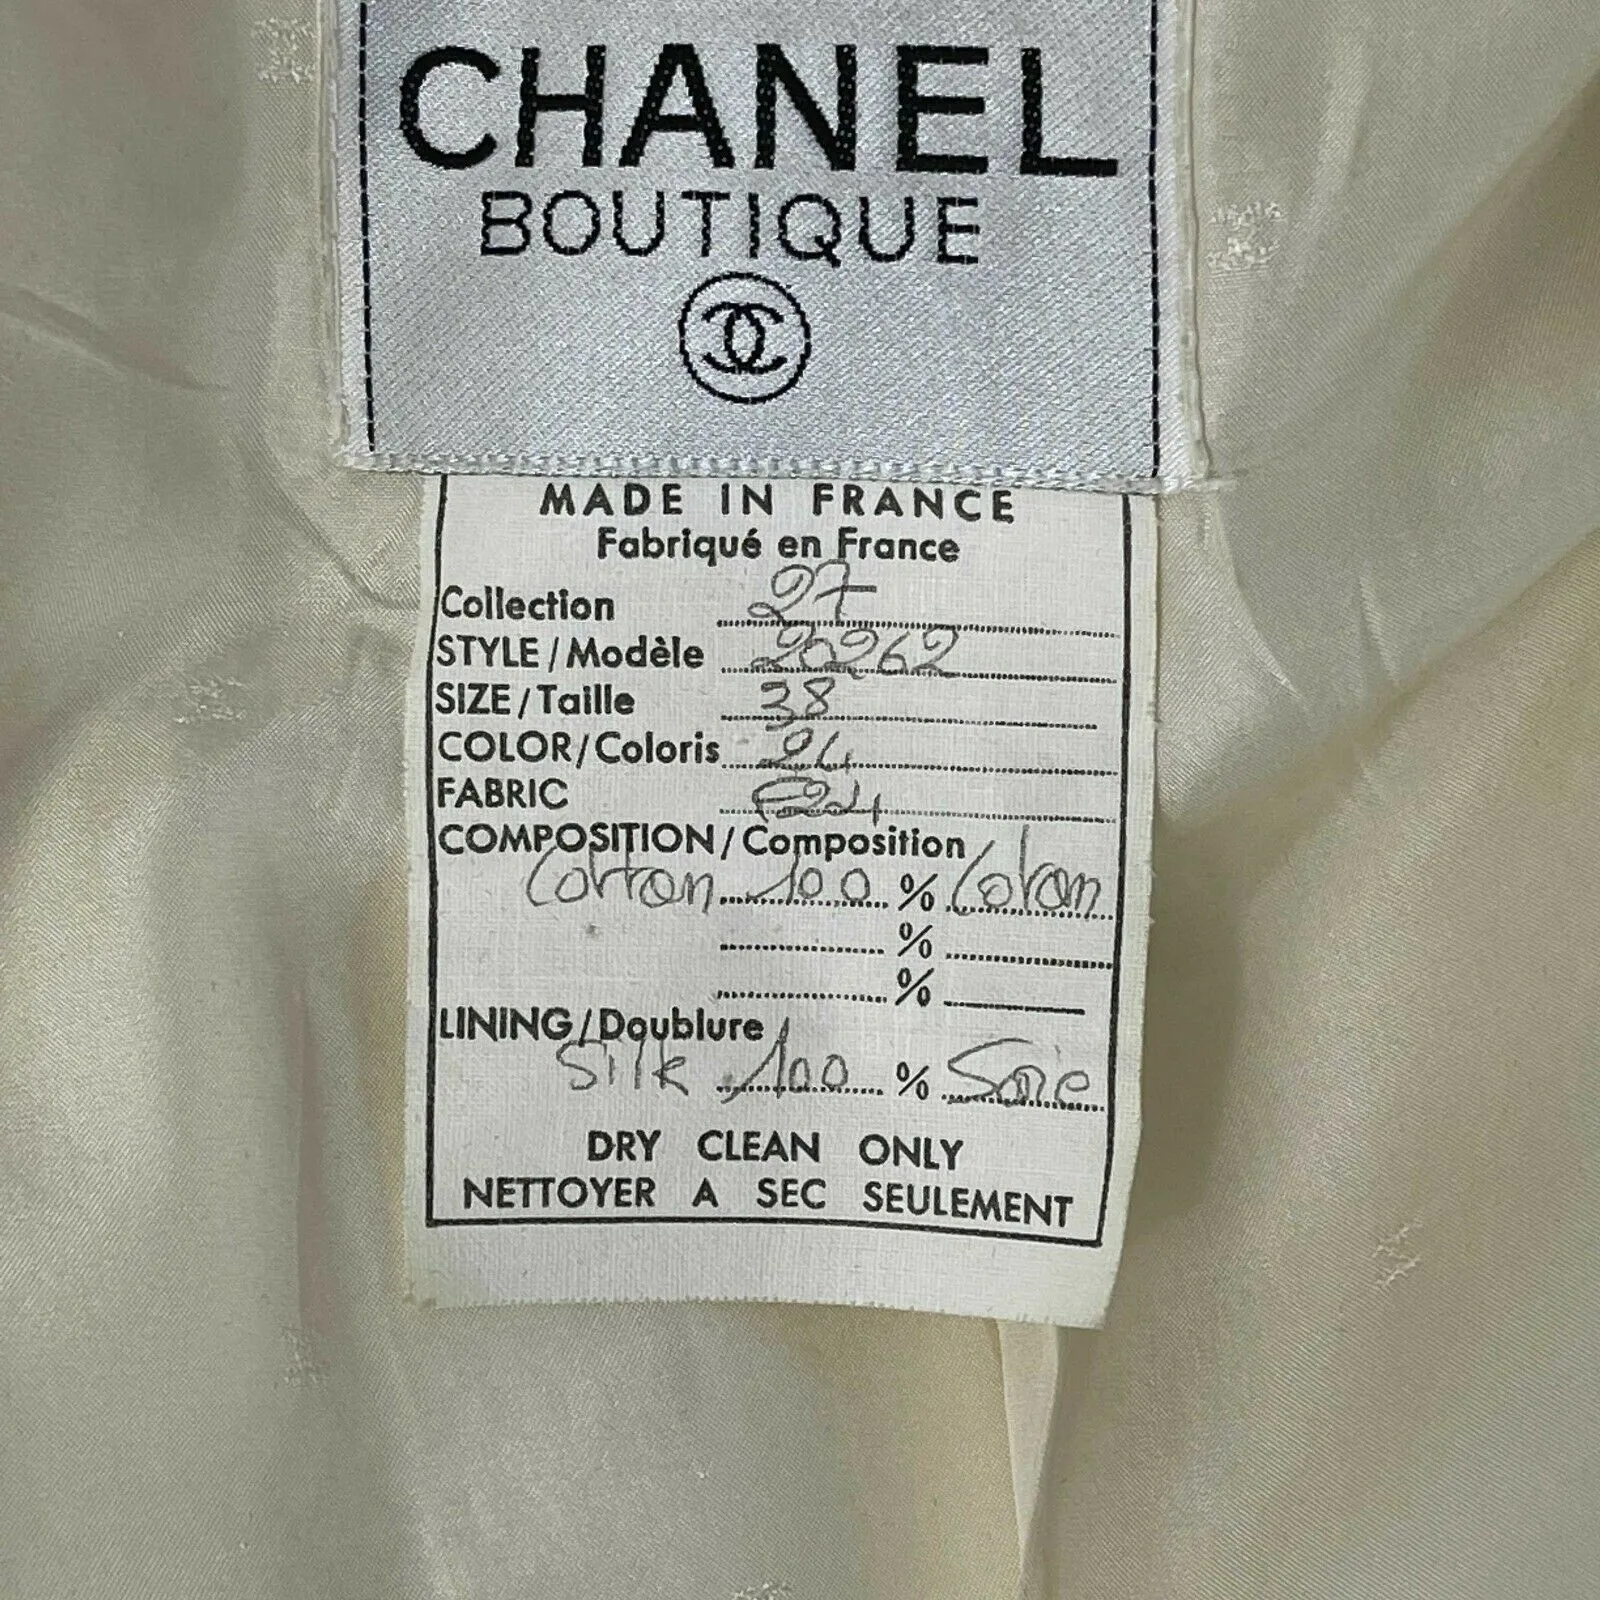 CHANEL
BOUTIQUE
MADE IN FRANCE
Fabriqué en France
Collection 27
STYLE/Modèle 20262
SIZE/Taille 38
COLOR/Coloris 24
FABRIC
COMPOSITION/Composition
Cotton 100 % Coton
%
%
LINING/Doublure
Silk 100 % Soie
DRY CLEAN ONLY
NETTOYER A SEC SEULEMENT